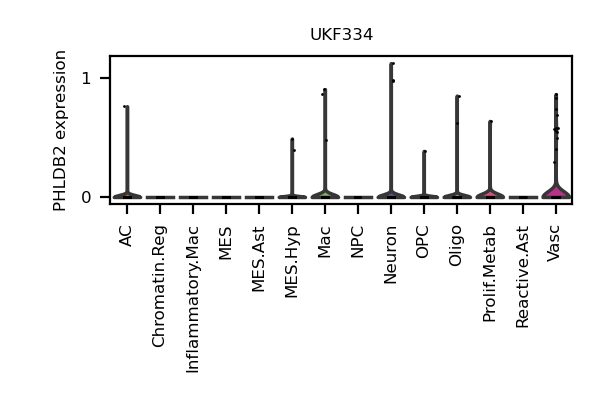 UKF334
PHLDB2 expression
1
0
AC
Chromatin.Reg
Inflammatory.Mac
MES
MES.Ast
MES.Hyp
Mac
NPC
Neuron
OPC
Oligo
Prolif.Metab
Reactive.Ast
Vasc